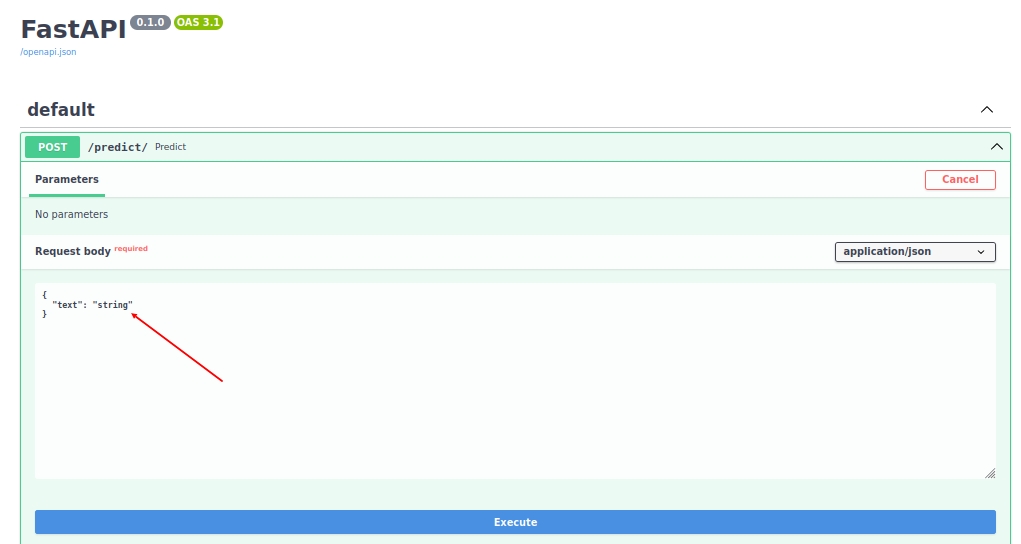 FastAPI 0.1.0 OAS 3.1
/openapi.json
default
POST /predict/ Predict
Parameters Cancel
No parameters
Request body required application/json
{
  "text": "string"
}
Execute